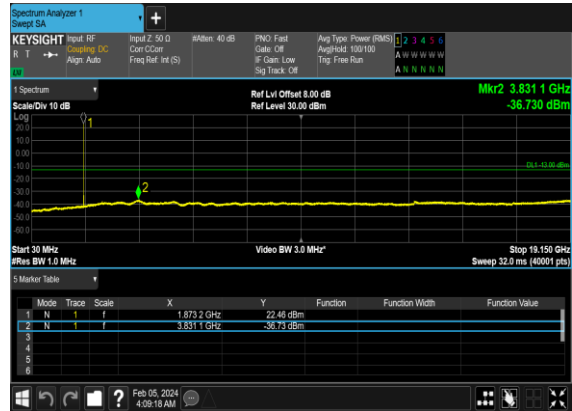 Spectrum Analyzer 1
Swept SA
+
KEYSIGHT Input: RF Input Z: 50 Ω #Atten: 40 dB PNO: Fast Avg Type: Power (RMS) 1 2 3 4 5 6
R T Coupling: DC Corr CCorr Gate: Off Avg|Hold: 100/100 A W W W W W
Align: Auto Freq Ref: Int (S) IF Gain: Low Trig: Free Run
Sig Track: Off A N N N N N
1 Spectrum Ref Lvl Offset 8.00 dB Mkr2 3.831 1 GHz
Scale/Div 10 dB Ref Level 30.00 dBm -36.730 dBm
Log
20.0
1
10.0
0.00
-10.0
DL1 -13.00 dBm
-20.0
-30.0
2
-40.0
-50.0
-60.0
Start 30 MHz Video BW 3.0 MHz* Stop 19.150 GHz
#Res BW 1.0 MHz Sweep 32.0 ms (40001 pts)
5 Marker Table
Mode Trace Scale X Y Function Function Width Function Value
1 N 1 f 1.873 2 GHz 22.46 dBm
2 N 1 f 3.831 1 GHz -36.73 dBm
3
4
5
6
? Feb 05, 2024
4:09:18 AM